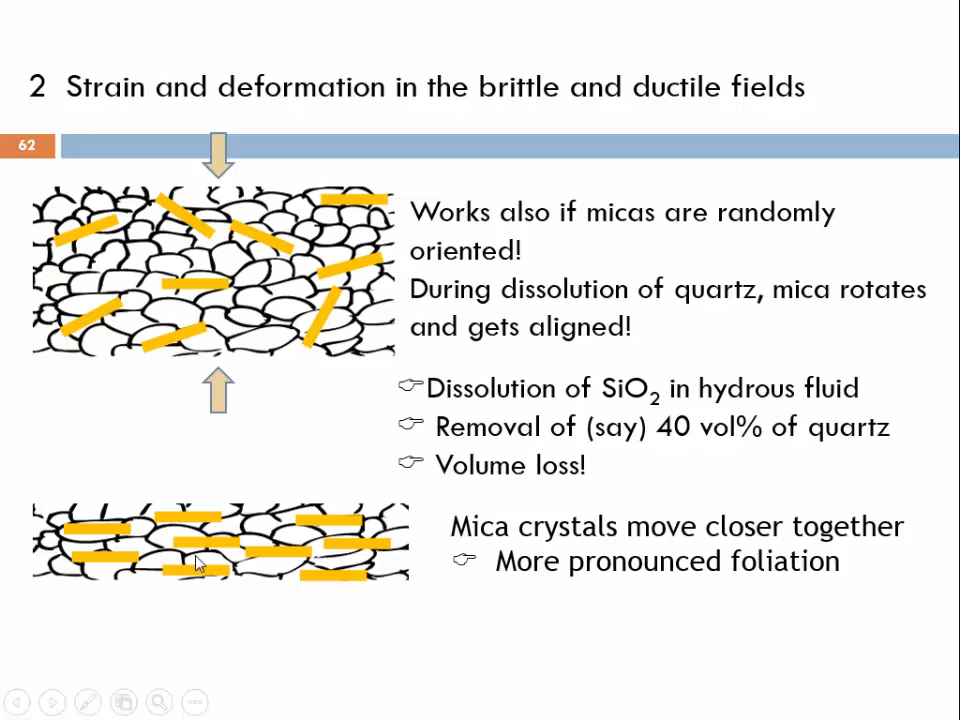 2 Strain and deformation in the brittle and ductile fields
62
Works also if micas are randomly
oriented!
During dissolution of quartz, mica rotates
and gets aligned!
☞Dissolution of SiO₂ in hydrous fluid
☞ Removal of (say) 40 vol% of quartz
☞ Volume loss!
Mica crystals move closer together
☞ More pronounced foliation